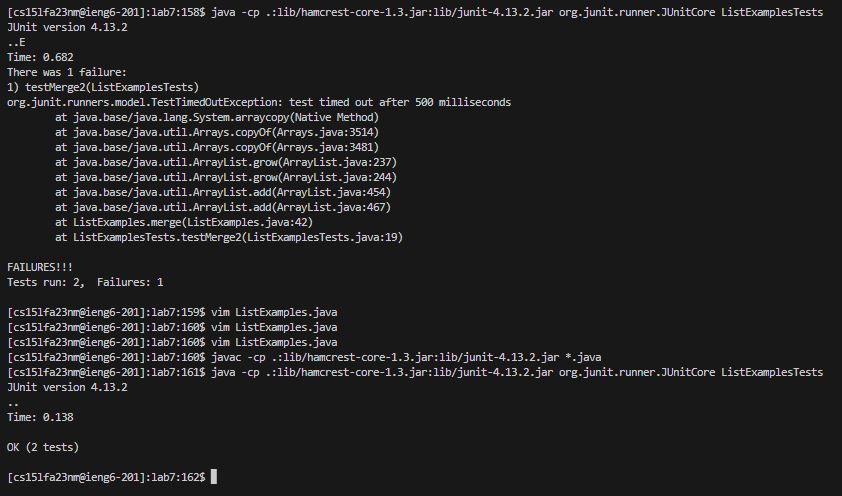 [cs15lfa23nm@ieng6-201]:lab7:158$ java -cp .:lib/hamcrest-core-1.3.jar:lib/junit-4.13.2.jar org.junit.runner.JUnitCore ListExamplesTests
JUnit version 4.13.2
..E
Time: 0.682
There was 1 failure:
1) testMerge2(ListExamplesTests)
org.junit.runners.model.TestTimedOutException: test timed out after 500 milliseconds
        at java.base/java.lang.System.arraycopy(Native Method)
        at java.base/java.util.Arrays.copyOf(Arrays.java:3514)
        at java.base/java.util.Arrays.copyOf(Arrays.java:3481)
        at java.base/java.util.ArrayList.grow(ArrayList.java:237)
        at java.base/java.util.ArrayList.grow(ArrayList.java:244)
        at java.base/java.util.ArrayList.add(ArrayList.java:454)
        at java.base/java.util.ArrayList.add(ArrayList.java:467)
        at ListExamples.merge(ListExamples.java:42)
        at ListExamplesTests.testMerge2(ListExamplesTests.java:19)

FAILURES!!!
Tests run: 2,  Failures: 1

[cs15lfa23nm@ieng6-201]:lab7:159$ vim ListExamples.java
[cs15lfa23nm@ieng6-201]:lab7:160$ vim ListExamples.java
[cs15lfa23nm@ieng6-201]:lab7:160$ vim ListExamples.java
[cs15lfa23nm@ieng6-201]:lab7:160$ javac -cp .:lib/hamcrest-core-1.3.jar:lib/junit-4.13.2.jar *.java
[cs15lfa23nm@ieng6-201]:lab7:161$ java -cp .:lib/hamcrest-core-1.3.jar:lib/junit-4.13.2.jar org.junit.runner.JUnitCore ListExamplesTests
JUnit version 4.13.2
..
Time: 0.138

OK (2 tests)

[cs15lfa23nm@ieng6-201]:lab7:162$